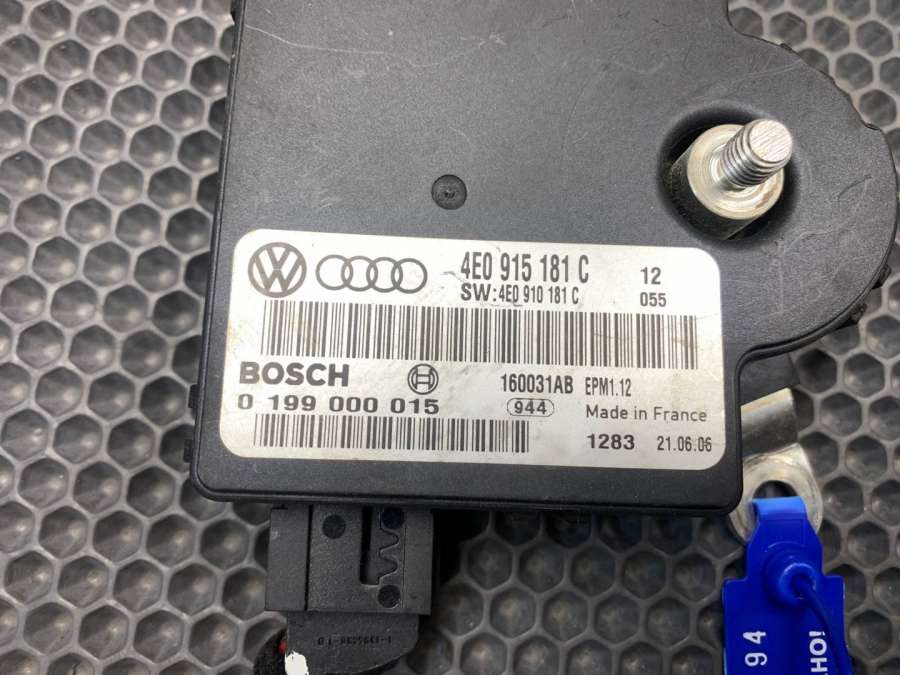 4E0 915 181 C 12
SW:4E0 910 181 C 055
BOSCH 160031AB EPM1.12
0 199 000 015 944 Made in France
1283 21.06.06
94